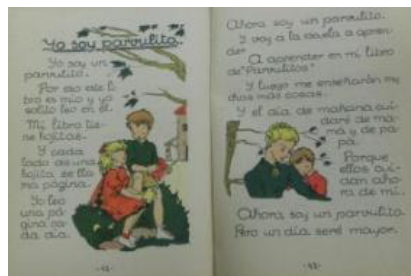 Yo soy parvulito.
Yo soy un
parvulito.
Por eso este li
bro es mío y yo
solito leo en él.
Mi libro tie-
ne hojitas.
Y cada
lado de una
hojita se lla
ma página.
Yo leo
una pá
gina ca-
da día.
Ahora soy un parvulito.
Y voy a la escuela a apren-
der
A aprender en mi libro
de "Parvulitos"
Y luego me enseñarán mu
chas más cosas.
Y el día de mañana cui
daré de ma-
má y de pa-
pá.
Porque
ellos cui-
dan aho-
ra de mí.
Ahora soy un parvulito.
Pero un día seré mayor.